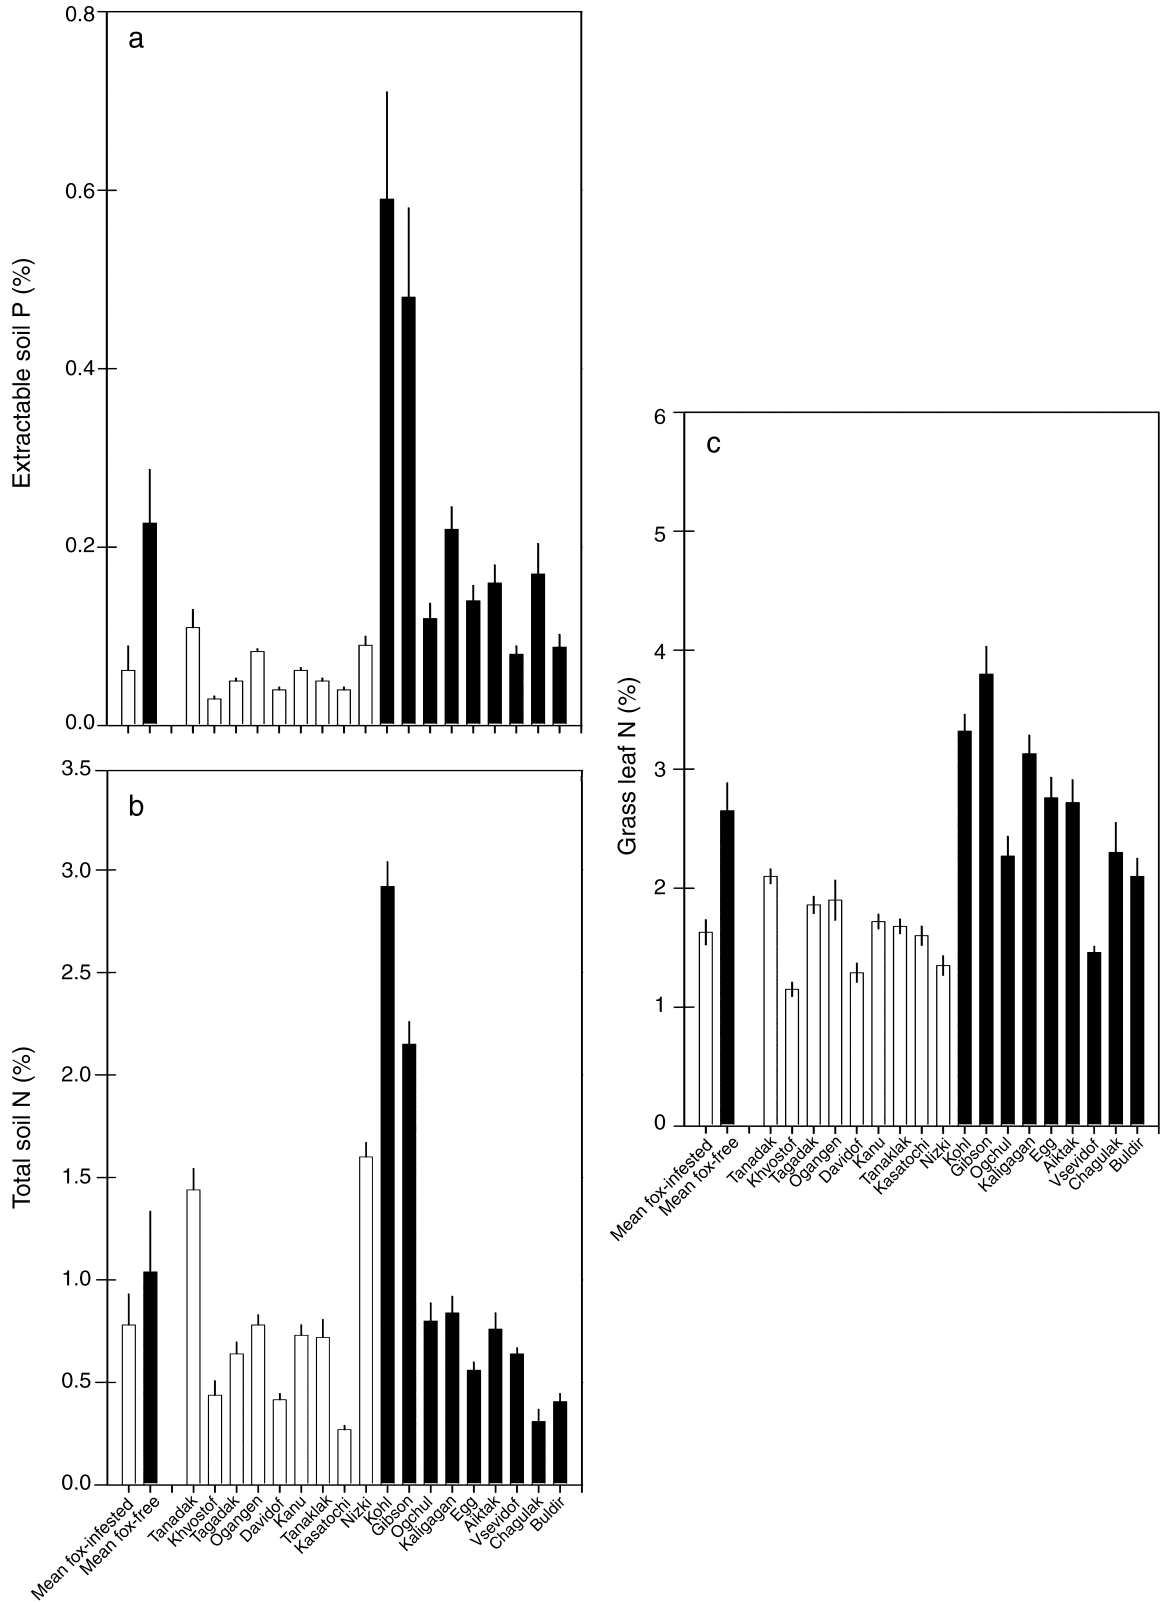 a
Extractable soil P (%)
0.8
0.6
0.4
0.2
0.0
b
Total soil N (%)
3.5
3.0
2.5
2.0
1.5
1.0
0.5
0.0
Mean fox-infested
Mean fox-free
Tanadak
Khvostof
Tagadak
Ogangen
Davidof
Kanu
Tanaklak
Kasatochi
Nizki
Kohl
Gibson
Ogchul
Kaligagan
Egg
Aiktak
Vsevidof
Chagulak
Buldir
c
Grass leaf N (%)
6
5
4
3
2
1
0
Mean fox-infested
Mean fox-free
Tanadak
Khvostof
Tagadak
Ogangen
Davidof
Kanu
Tanaklak
Kasatochi
Nizki
Kohl
Gibson
Ogchul
Kaligagan
Egg
Aiktak
Vsevidof
Chagulak
Buldir